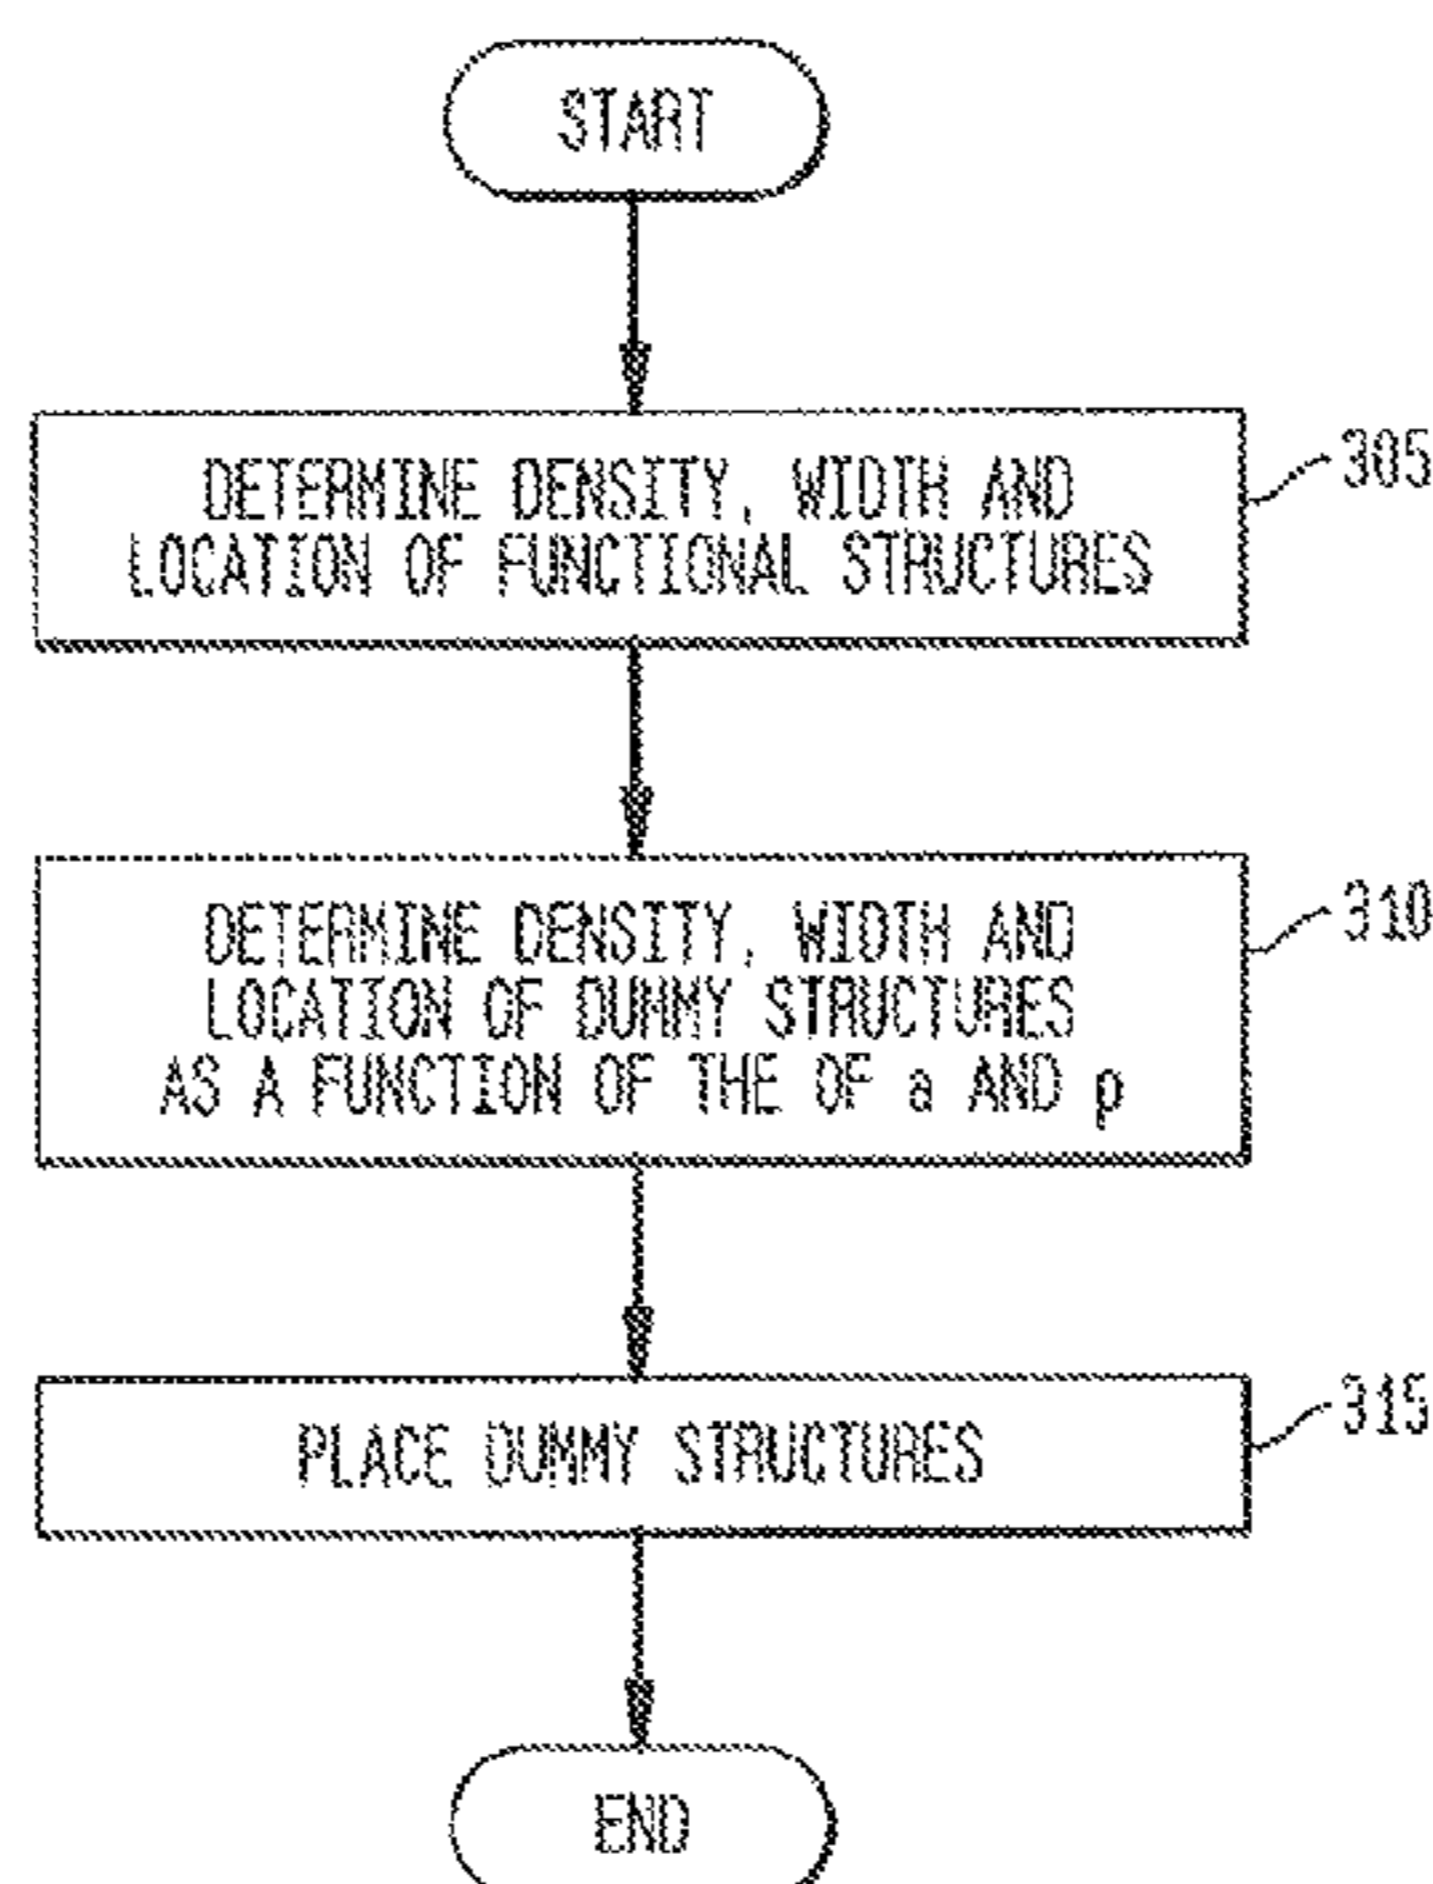 START
DETERMINE DENSITY, WIDTH AND
LOCATION OF FUNCTIONAL STRUCTURES
305
DETERMINE DENSITY, WIDTH AND
LOCATION OF DUMMY STRUCTURES
AS A FUNCTION OF THE OF a AND p
310
PLACE DUMMY STRUCTURES
315
END